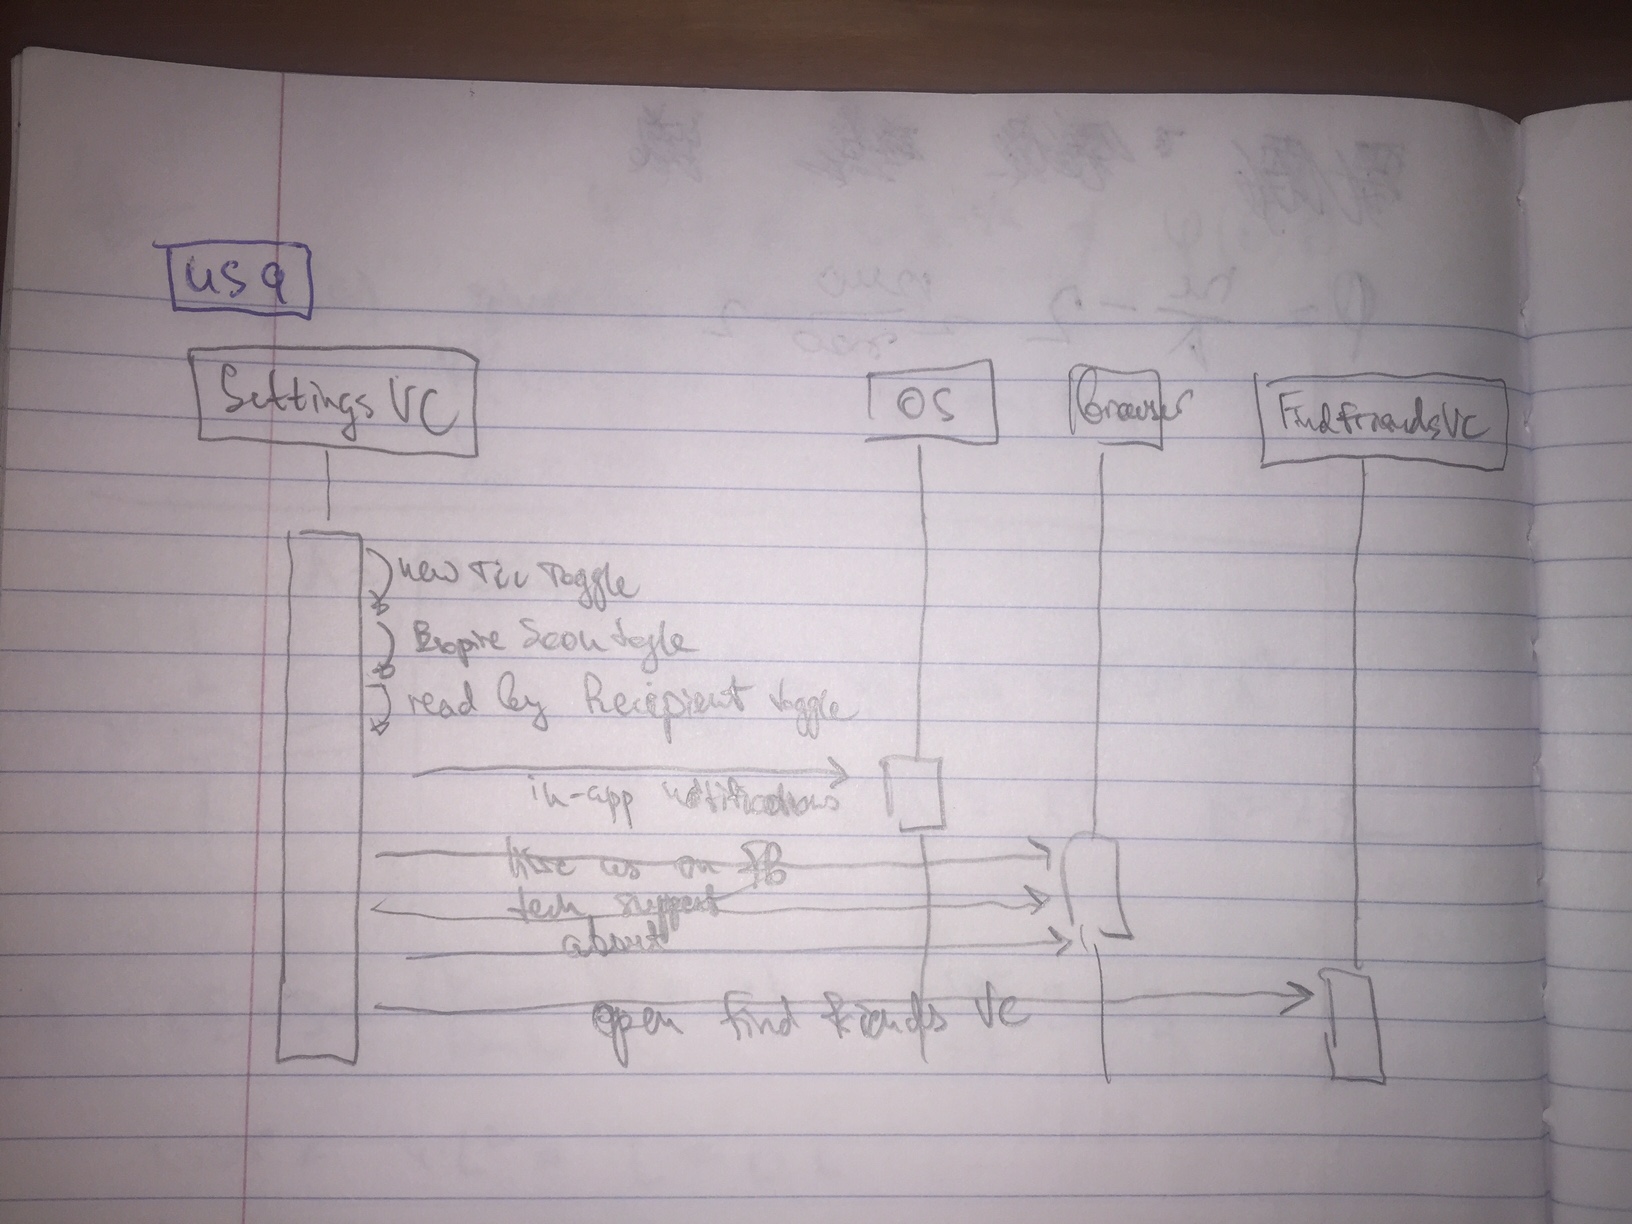 US 9
Settings VC
OS
Browser
FindFriendsVC
new Tic Toggle
Expire Soon togle
read by Recipient toggle
in-app notifications
like us on FB
tech support
about
open find friends VC